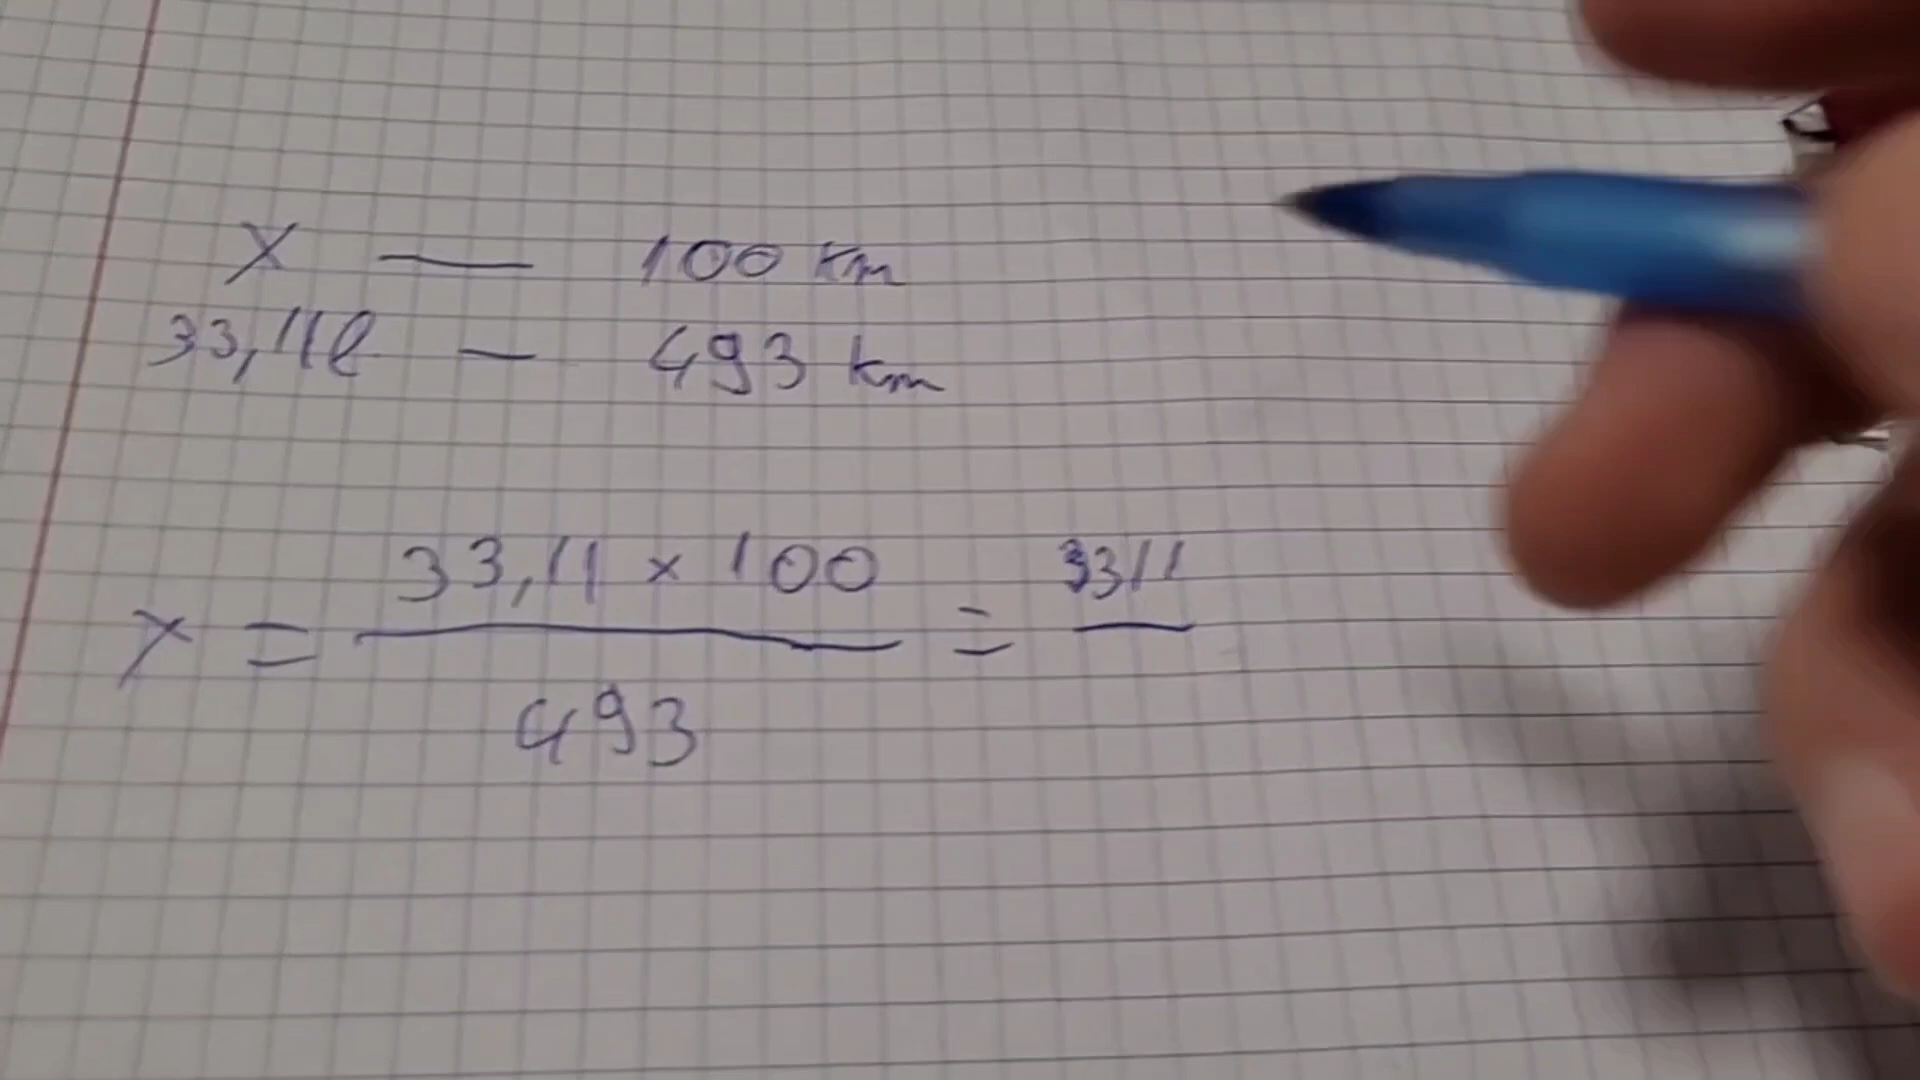 x — 100 km
33,11l — 493 km
33,11 x 100 3311
x = ——— = ———
493